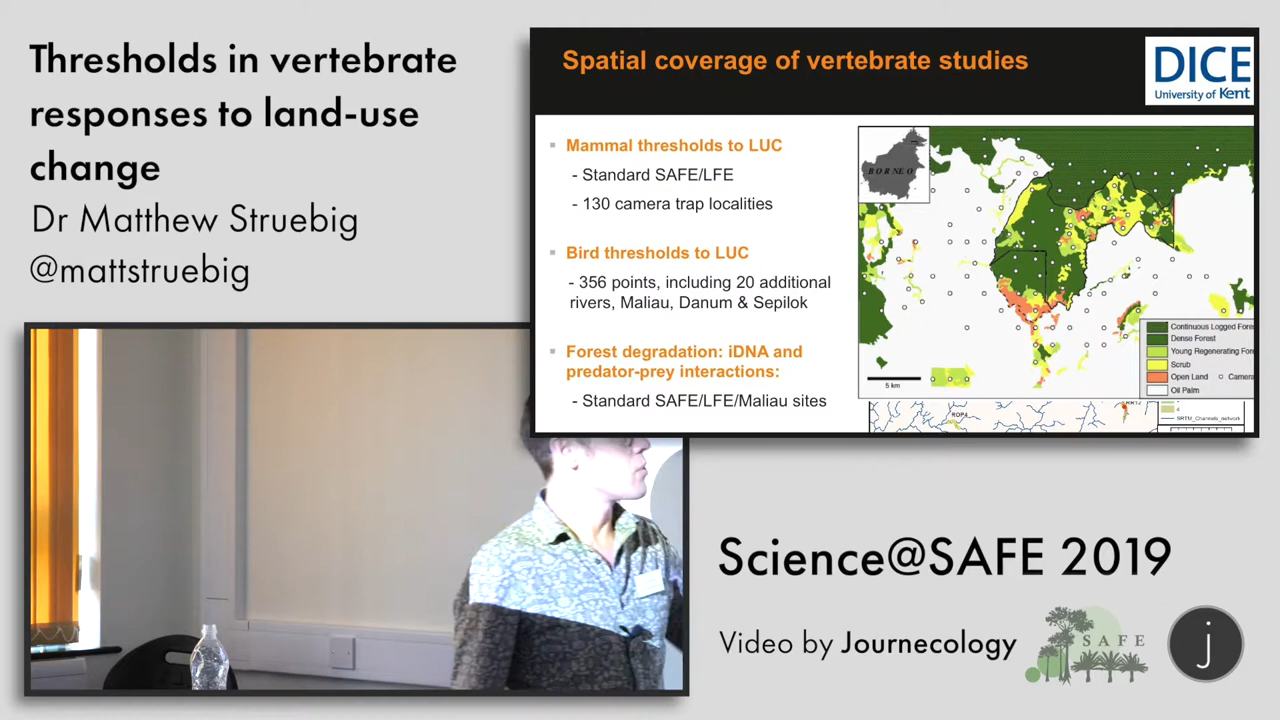 Thresholds in vertebrate
responses to land-use
change
Dr Matthew Struebig
@mattstruebig
Spatial coverage of vertebrate studies
DICE
University of Kent
▪ Mammal thresholds to LUC
- Standard SAFE/LFE
- 130 camera trap localities
▪ Bird thresholds to LUC
- 356 points, including 20 additional
rivers, Maliau, Danum & Sepilok
▪ Forest degradation: iDNA and
predator-prey interactions:
- Standard SAFE/LFE/Maliau sites
BORNEO
5 km
Continuous Logged Fore
Dense Forest
Young Regenerating For
Scrub
Open Land
Camera
Oil Palm
ROP4
SRTM_Channels_network
Science@SAFE 2019
Video by Journecology
SAFE
j